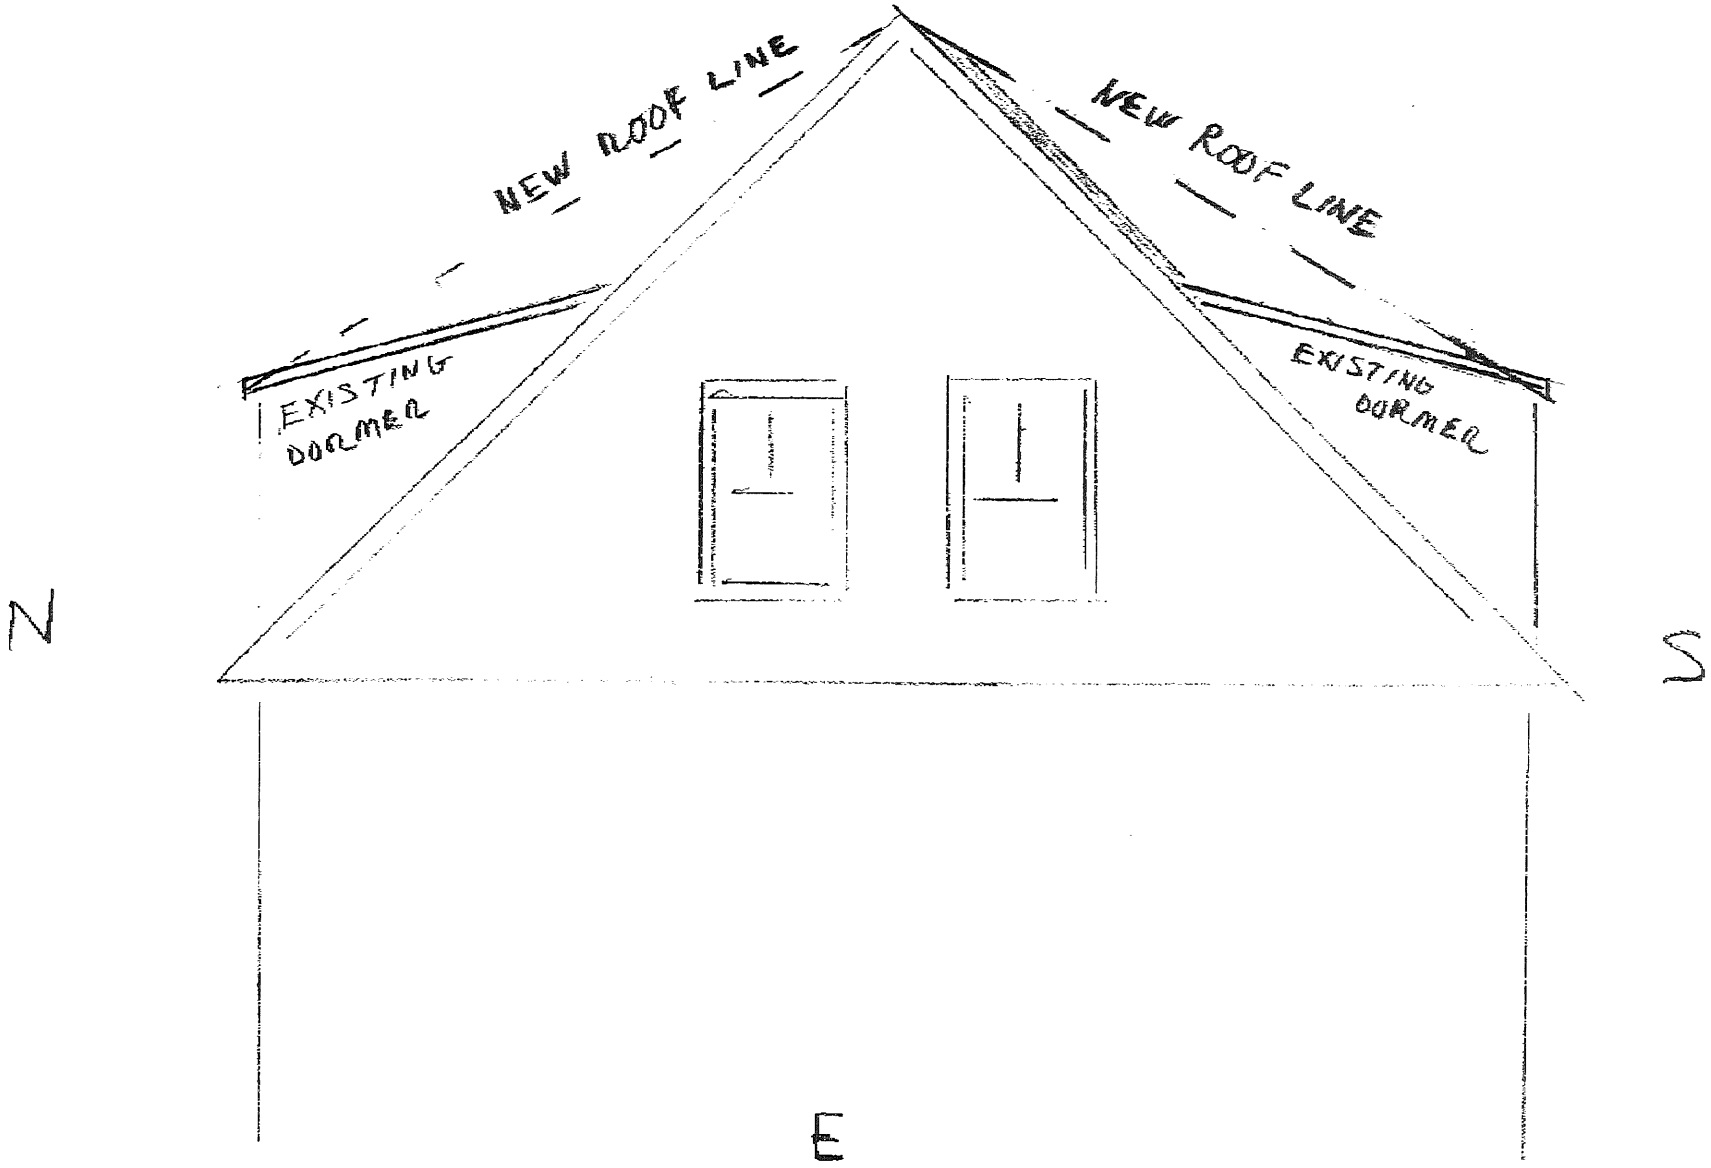 NEW ROOF LINE
NEW ROOF LINE
EXISTING
DORMER
EXISTING
DORMER
N
S
E